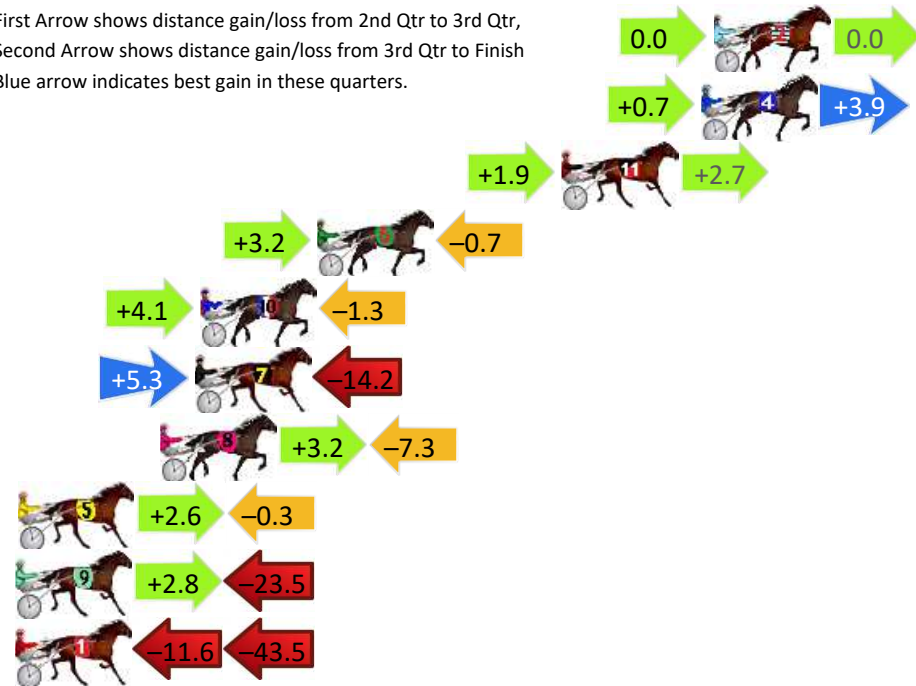 First Arrow shows distance gain/loss from 2nd Qtr to 3rd Qtr,
Second Arrow shows distance gain/loss from 3rd Qtr to Finish
Blue arrow indicates best gain in these quarters.
0.0 0.0
+0.7 4 +3.9
+1.9 11 +2.7
+3.2 –0.7
+4.1 10 –1.3
+5.3 7 –14.2
8 +3.2 –7.3
5 +2.6 –0.3
9 +2.8 –23.5
1 –11.6 –43.5